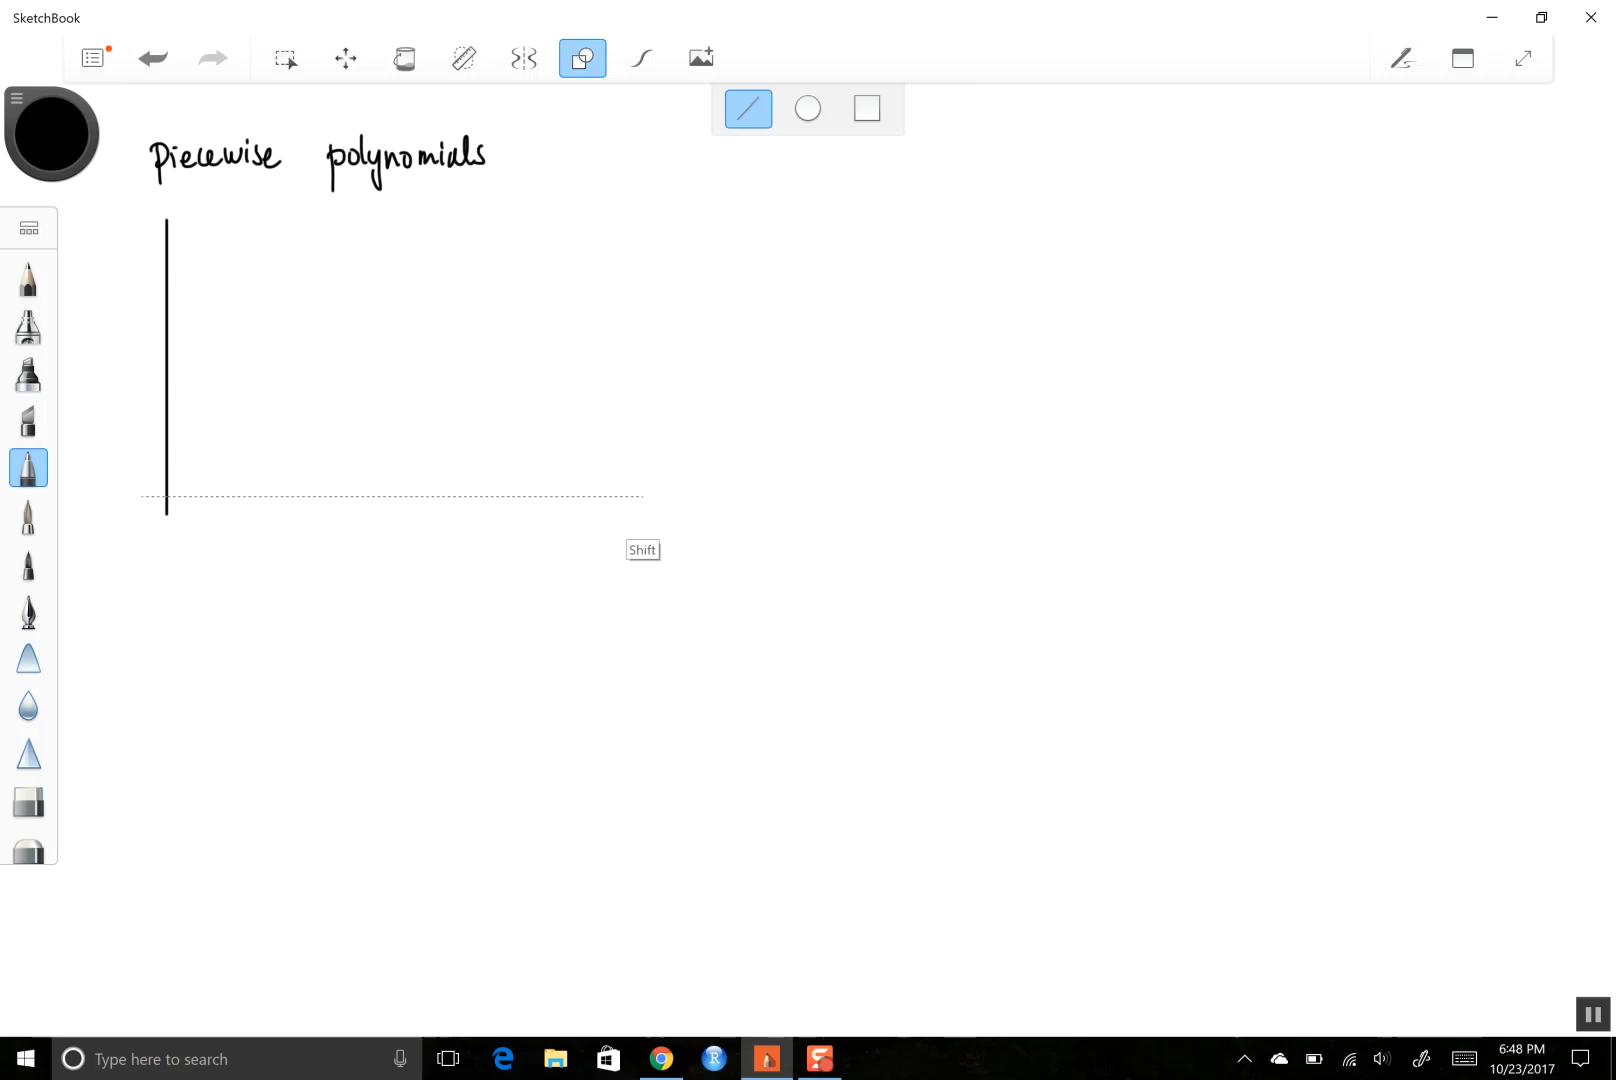 SketchBook
Piecewise polynomials
Shift
Type here to search
6:48 PM
10/23/2017